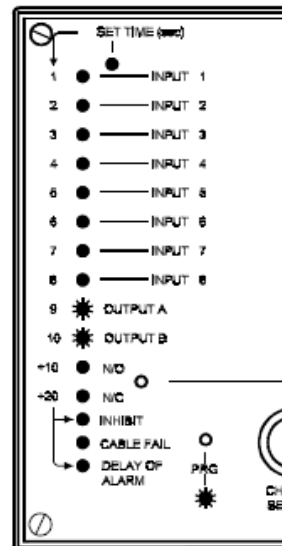 SET TIME (sec)
1 INPUT 1
2 INPUT 2
3 INPUT 3
4 INPUT 4
5 INPUT 5
6 INPUT 6
7 INPUT 7
8 INPUT 8
9 OUTPUT A
10 OUTPUT B
+10 N/O
+20 N/C
INHIBIT
CABLE FAIL
DELAY OF
ALARM
PRG
CH
SE